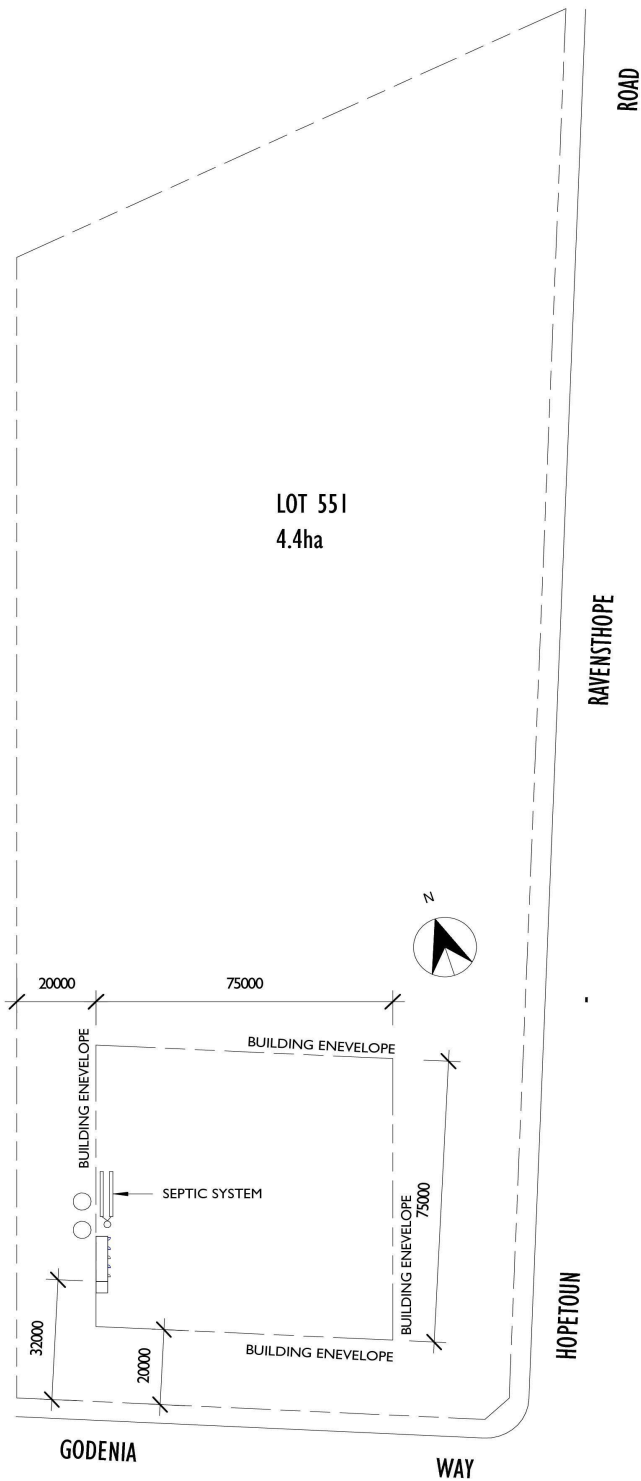 ROAD
LOT 551
4.4ha
RAVENSTHOPE
N
20000
75000
BUILDING ENEVELOPE
BUILDING ENEVELOPE
SEPTIC SYSTEM
75000
BUILDING ENEVELOPE
HOPETOUN
32000
20000
BUILDING ENEVELOPE
GODENIA
WAY